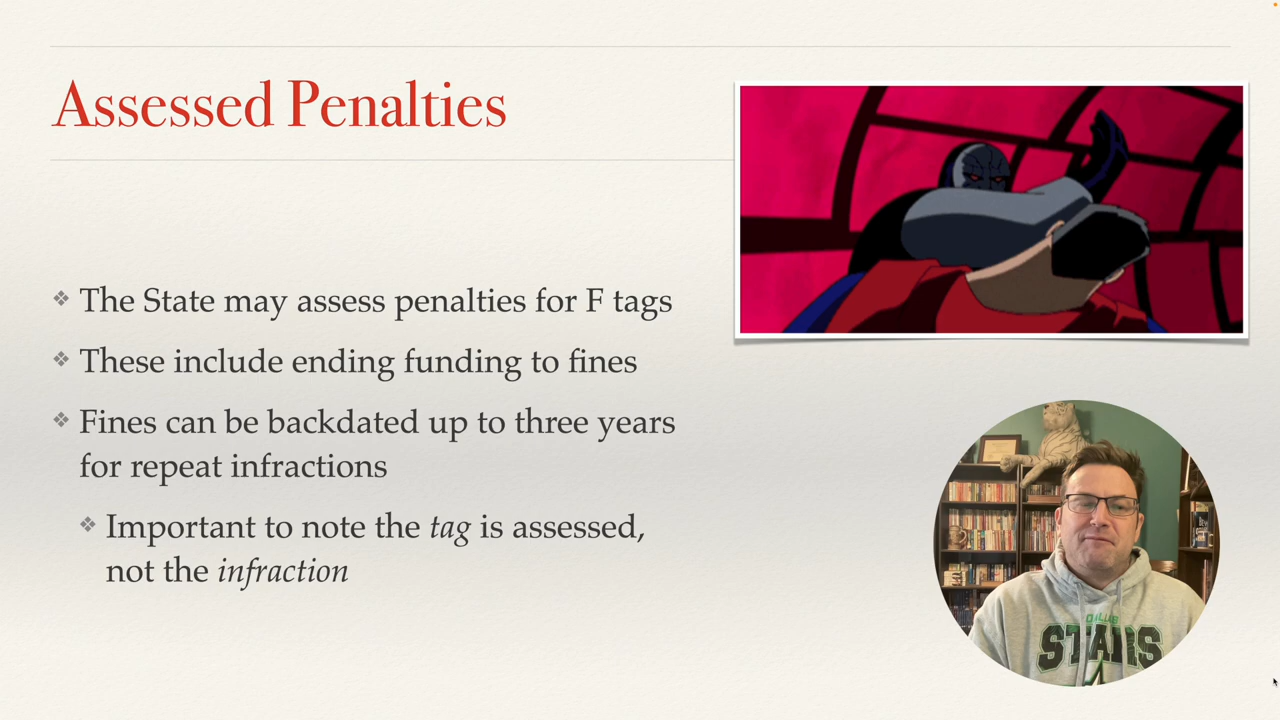 Assessed Penalties
The State may assess penalties for F tags
These include ending funding to fines
Fines can be backdated up to three years
for repeat infractions
Important to note the tag is assessed,
not the infraction
DALLAS
STARS